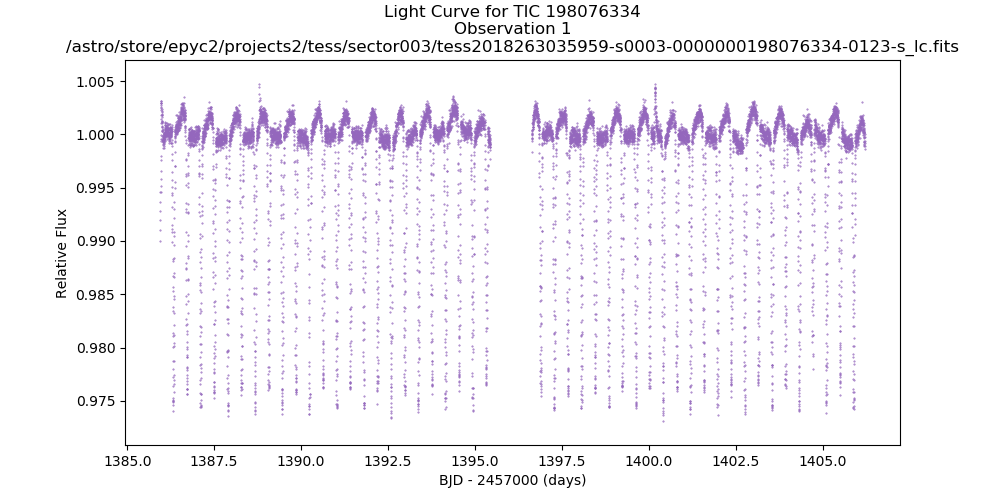 Light Curve for TIC 198076334
Observation 1
/astro/store/epyc2/projects2/tess/sector003/tess2018263035959-s0003-0000000198076334-0123-s_lc.fits
1.005
1.000
0.995
0.990
0.985
0.980
0.975
Relative Flux
1385.0 1387.5 1390.0 1392.5 1395.0 1397.5 1400.0 1402.5 1405.0
BJD - 2457000 (days)